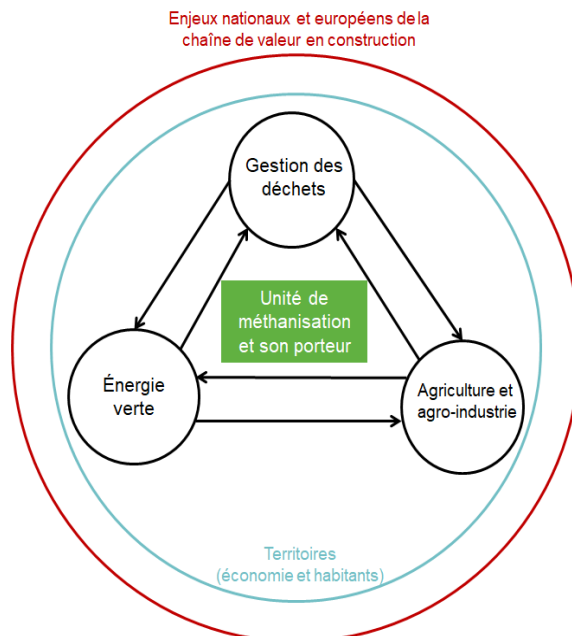 Enjeux nationaux et européens de la
chaîne de valeur en construction
Gestion des
déchets
Unité de
méthanisation
et son porteur
Énergie
verte
Agriculture et
agro-industrie
Territoires
(économie et habitants)